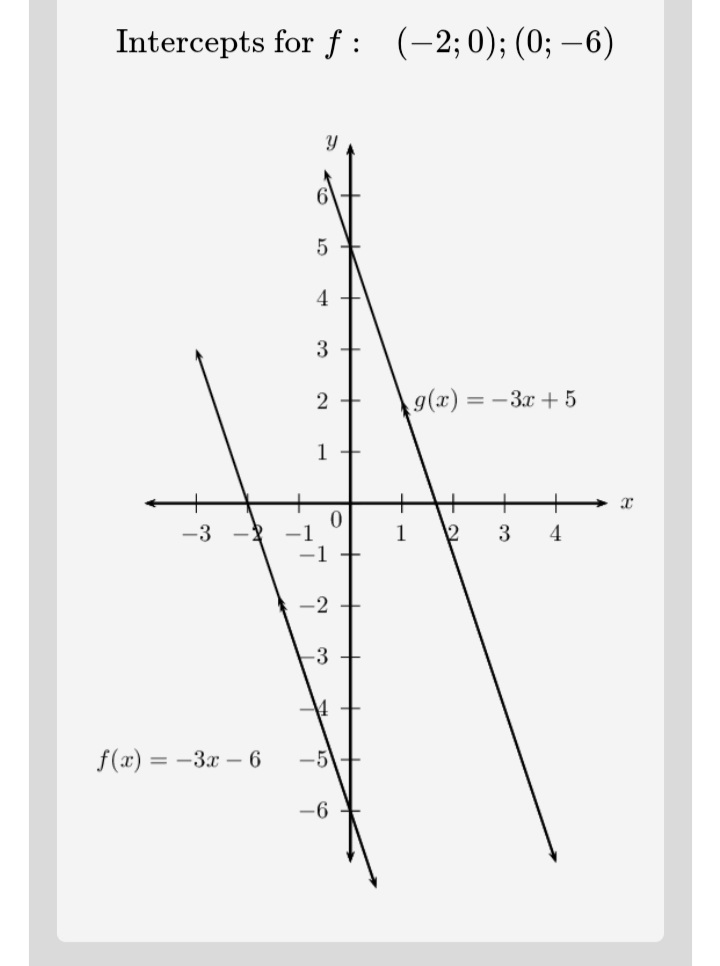 Intercepts for f : (−2; 0); (0; −6)
y
6
5
4
3
2
g(x) = −3x + 5
1
x
0
−3 −2 −1 1 2 3 4
−1
−2
−3
−4
f(x) = −3x − 6
−5
−6